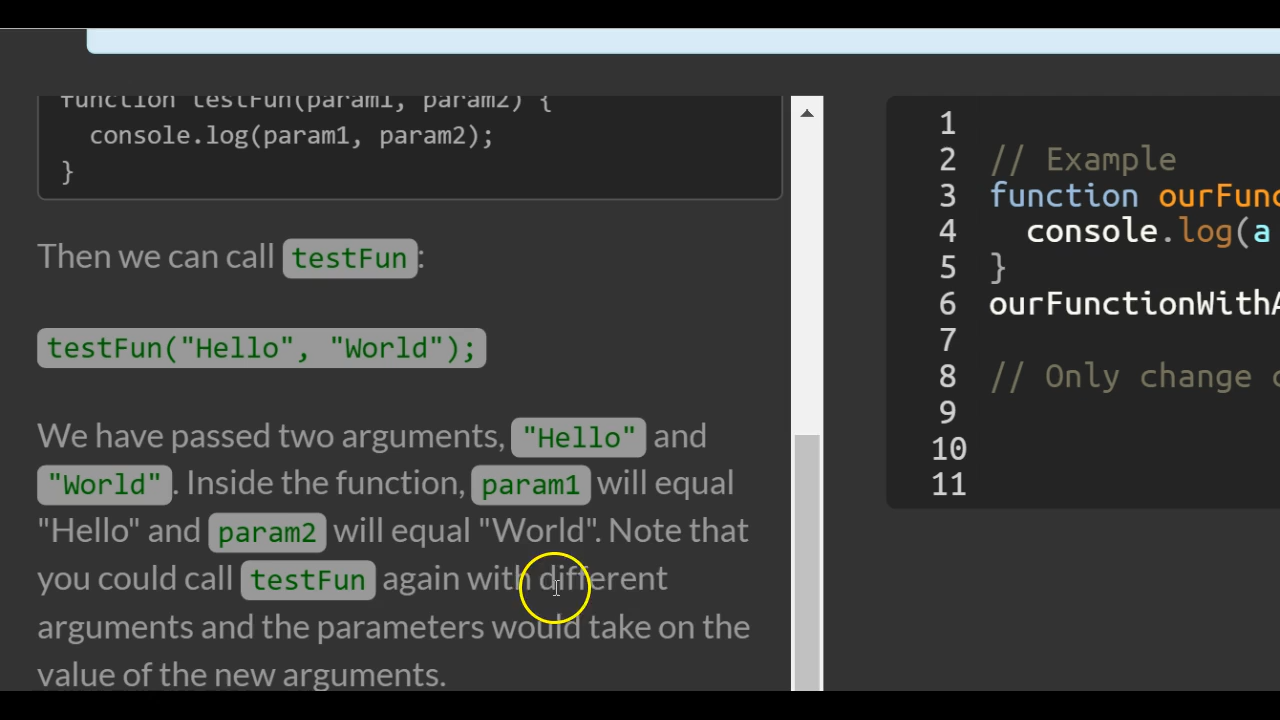 function testFun(param1, param2) {
console.log(param1, param2);
}
Then we can call testFun:
testFun("Hello", "World");
We have passed two arguments, "Hello" and
"World". Inside the function, param1 will equal
"Hello" and param2 will equal "World". Note that
you could call testFun again with different
arguments and the parameters would take on the
value of the new arguments.
1
2 // Example
3 function ourFunc
4 console.log(a
5 }
6 ourFunctionWithA
7
8 // Only change
9
10
11